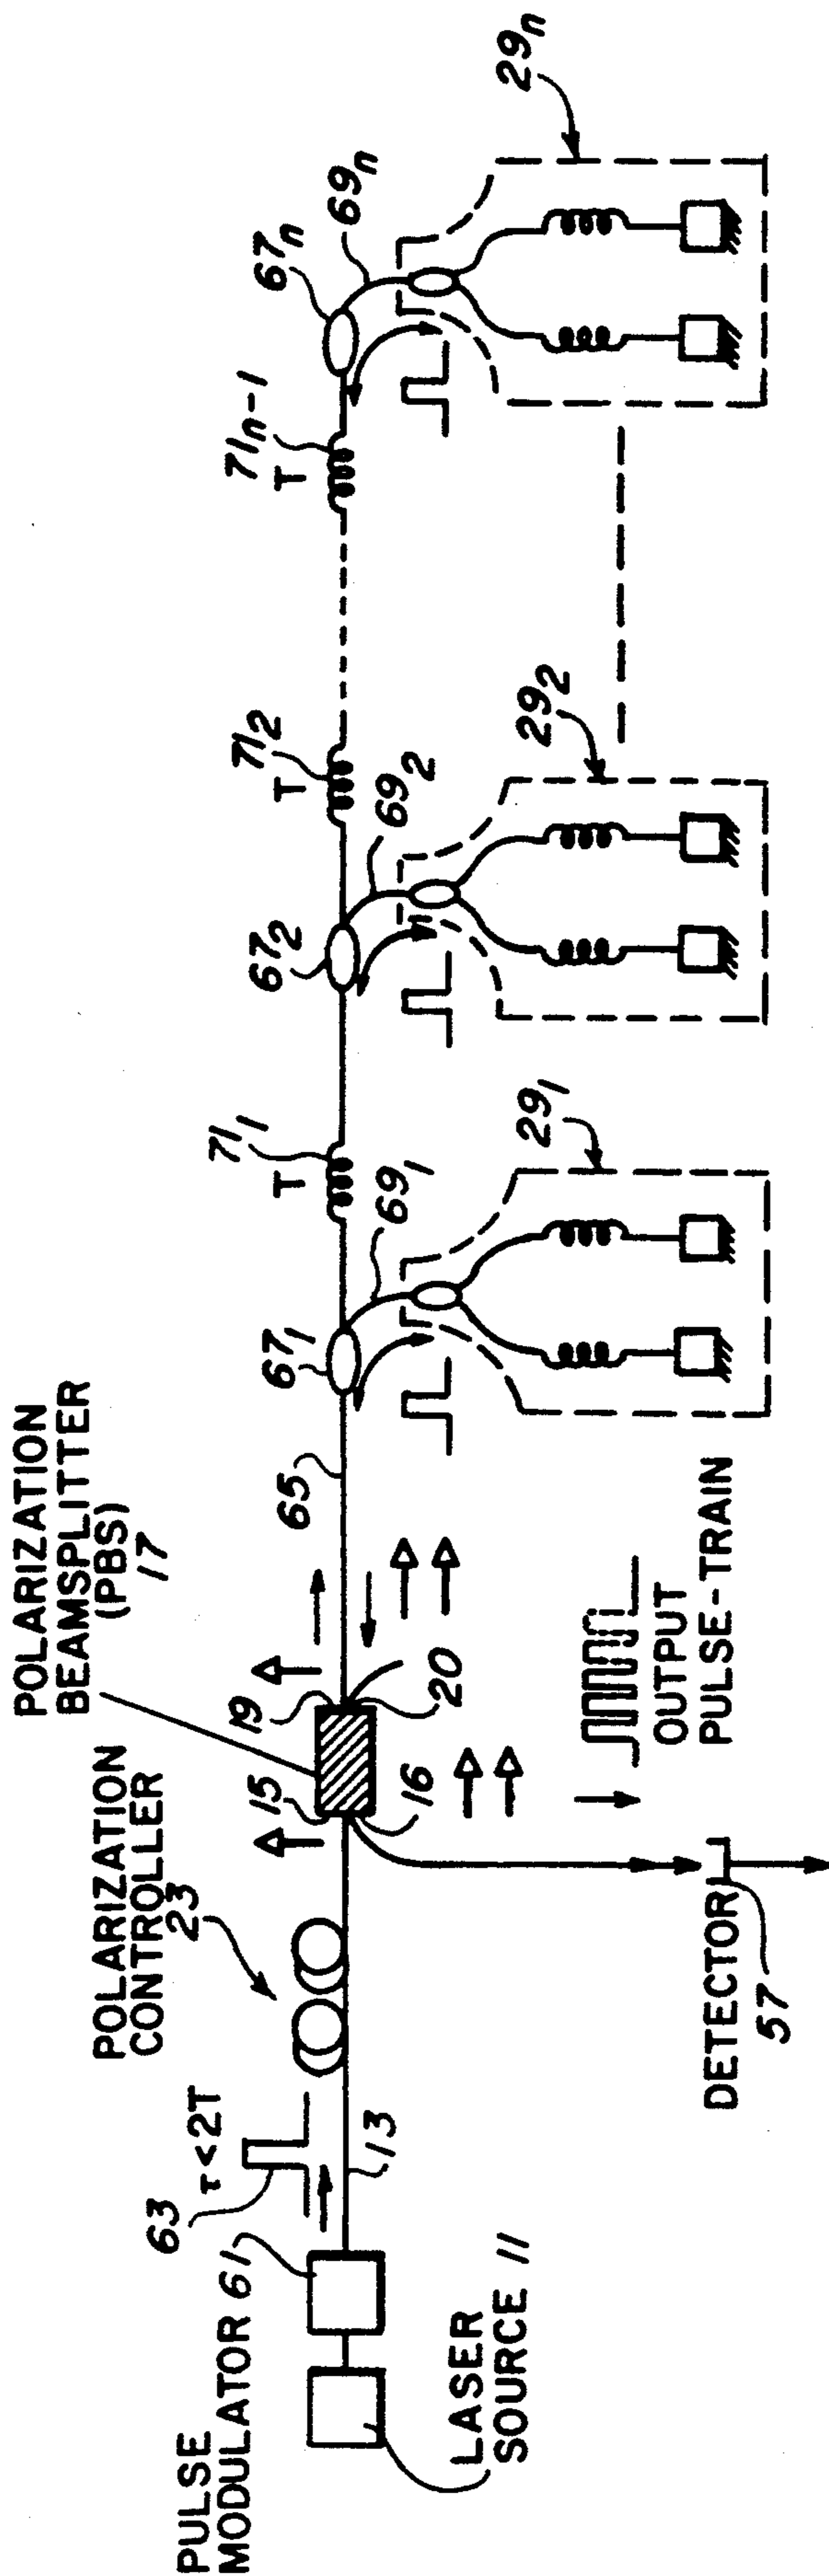 PULSE
MODULATOR 61
LASER
SOURCE 11
63
τ<2T
13
POLARIZATION
CONTROLLER
23
POLARIZATION
BEAMSPLITTER
(PBS)
17
15
16
19
20
DETECTOR
57
OUTPUT
PULSE-TRAIN
65
67₁
69₁
T
71₁
29₁
67₂
69₂
T
71₂
29₂
T
71ₙ₋₁
67ₙ
69ₙ
29ₙ